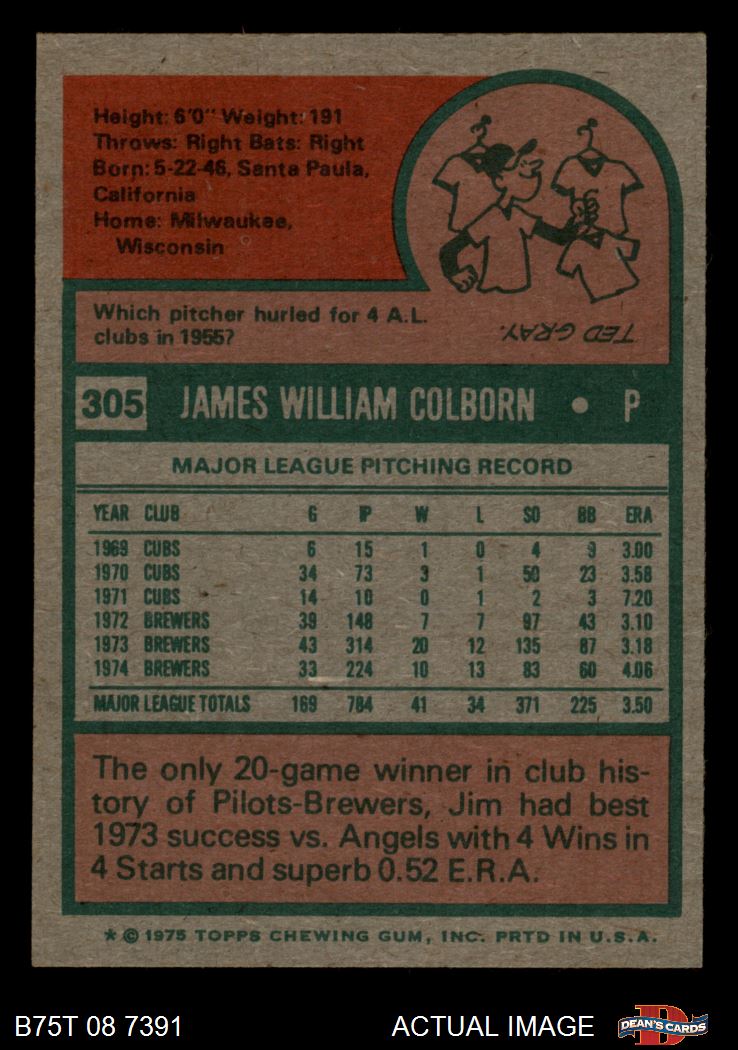 Height: 6'0" Weight: 191
Throws: Right Bats: Right
Born: 5-22-46, Santa Paula,
California
Home: Milwaukee,
Wisconsin
Which pitcher hurled for 4 A.L.
clubs in 1955?
TED GRAY.
305 JAMES WILLIAM COLBORN • P
MAJOR LEAGUE PITCHING RECORD
YEAR CLUB G IP W L SO BB ERA
1969 CUBS 6 15 1 0 4 9 3.00
1970 CUBS 34 73 3 1 50 23 3.58
1971 CUBS 14 10 0 1 2 3 7.20
1972 BREWERS 39 148 7 7 97 43 3.10
1973 BREWERS 43 314 20 12 135 87 3.18
1974 BREWERS 33 224 10 13 83 60 4.06
MAJOR LEAGUE TOTALS 169 784 41 34 371 225 3.50
The only 20-game winner in club his-
tory of Pilots-Brewers, Jim had best
1973 success vs. Angels with 4 Wins in
4 Starts and superb 0.52 E.R.A.
* © 1975 TOPPS CHEWING GUM, INC. PRTD IN U.S.A.
B75T 08 7391 ACTUAL IMAGE DEAN'S CARDS